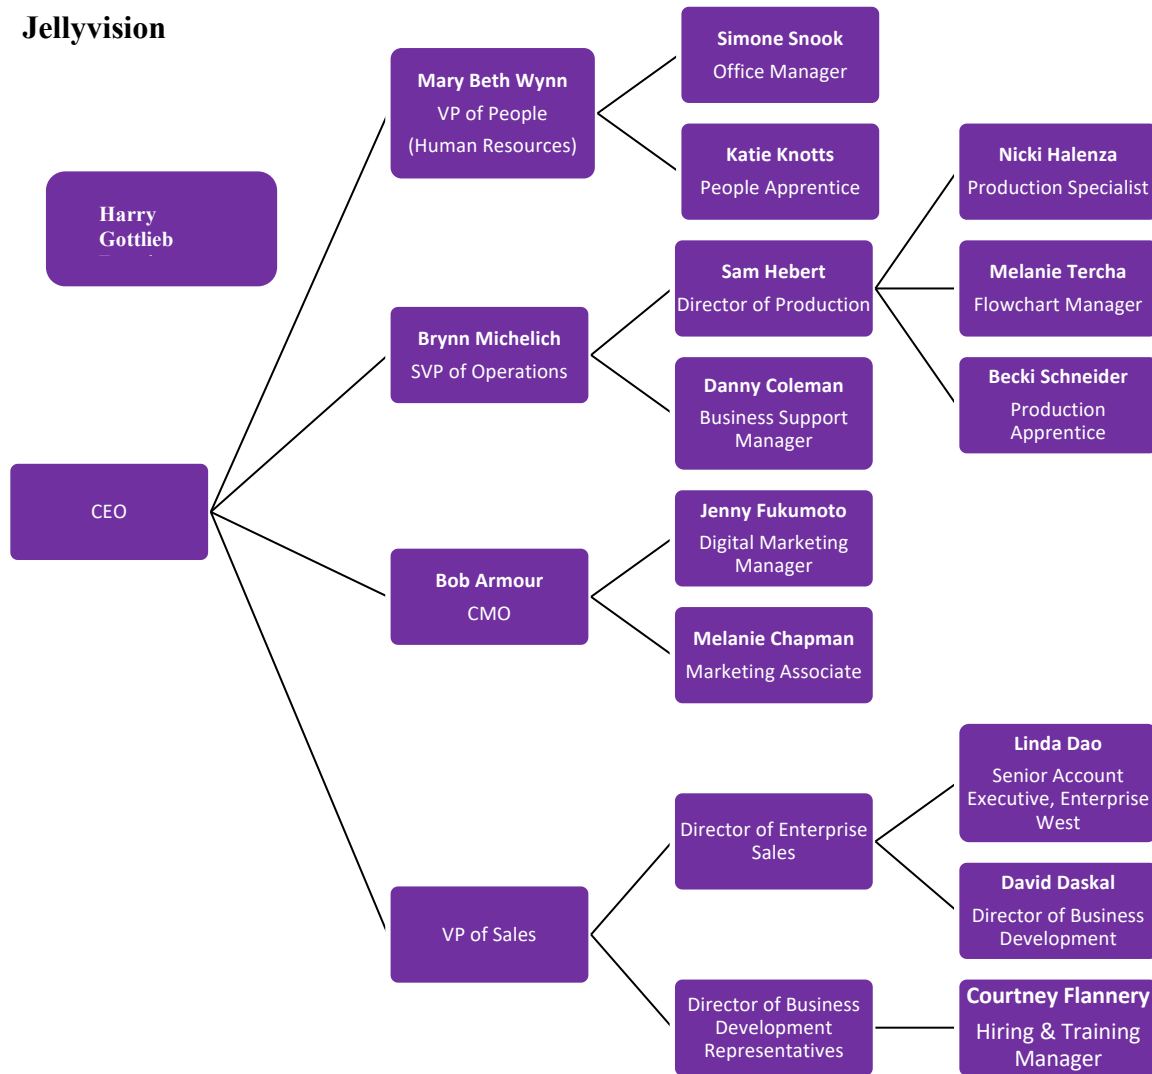 Jellyvision
Harry
Gottlieb
CEO
Mary Beth Wynn
VP of People
(Human Resources)
Simone Snook
Office Manager
Katie Knotts
People Apprentice
Brynn Michelich
SVP of Operations
Sam Hebert
Director of Production
Nicki Halenza
Production Specialist
Melanie Tercha
Flowchart Manager
Becki Schneider
Production
Apprentice
Danny Coleman
Business Support
Manager
Bob Armour
CMO
Jenny Fukumoto
Digital Marketing
Manager
Melanie Chapman
Marketing Associate
VP of Sales
Director of Enterprise
Sales
Linda Dao
Senior Account
Executive, Enterprise
West
David Daskal
Director of Business
Development
Director of Business
Development
Representatives
Courtney Flannery
Hiring & Training
Manager